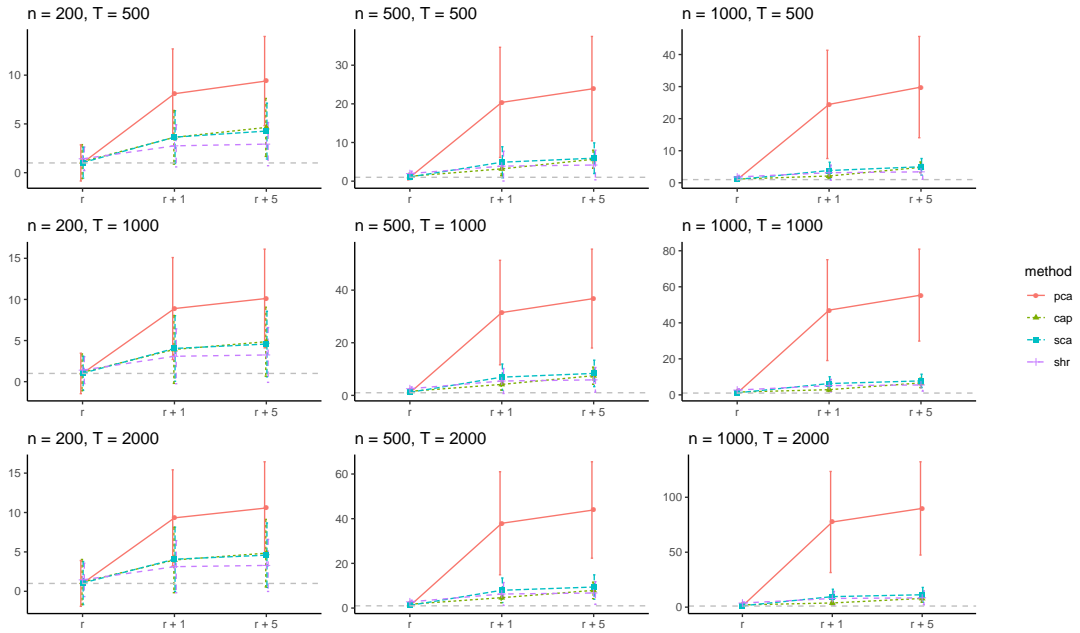 n = 200, T = 500
n = 500, T = 500
n = 1000, T = 500
10
5
0
r
r + 1
r + 5
30
20
10
0
r
r + 1
r + 5
40
30
20
10
0
r
r + 1
r + 5
n = 200, T = 1000
n = 500, T = 1000
n = 1000, T = 1000
15
10
5
0
r
r + 1
r + 5
40
20
0
r
r + 1
r + 5
80
60
40
20
0
r
r + 1
r + 5
n = 200, T = 2000
n = 500, T = 2000
n = 1000, T = 2000
15
10
5
0
r
r + 1
r + 5
60
40
20
0
r
r + 1
r + 5
100
50
0
r
r + 1
r + 5
method
pca
cap
sca
shr